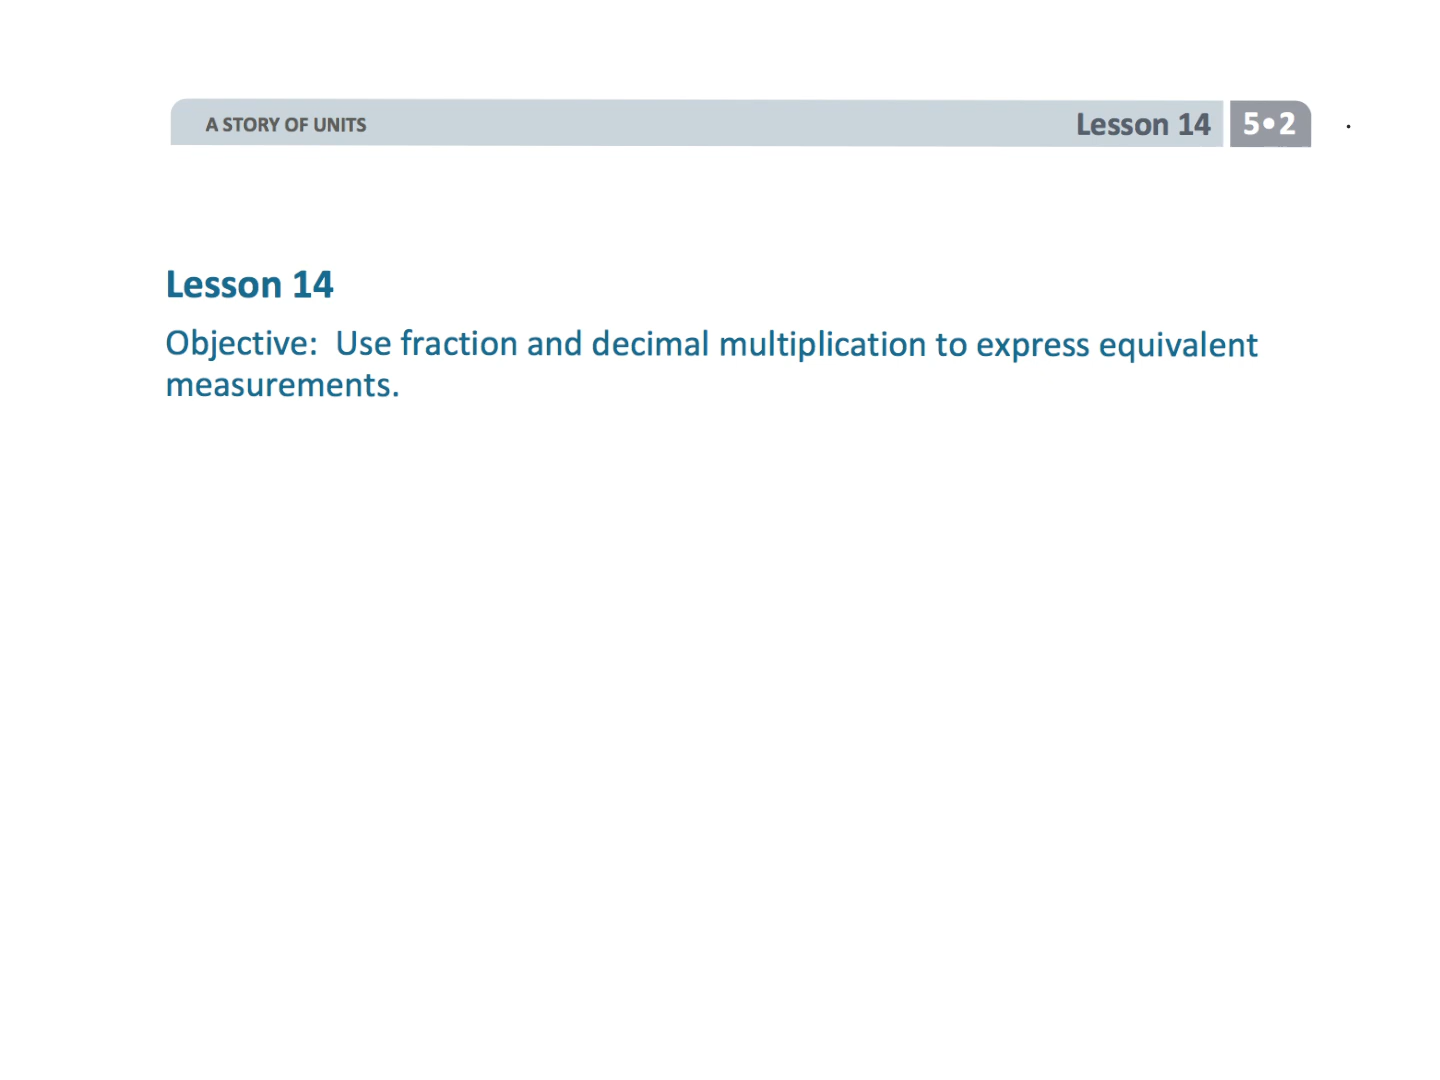 A STORY OF UNITS
Lesson 14
5•2
Lesson 14
Objective: Use fraction and decimal multiplication to express equivalent
measurements.